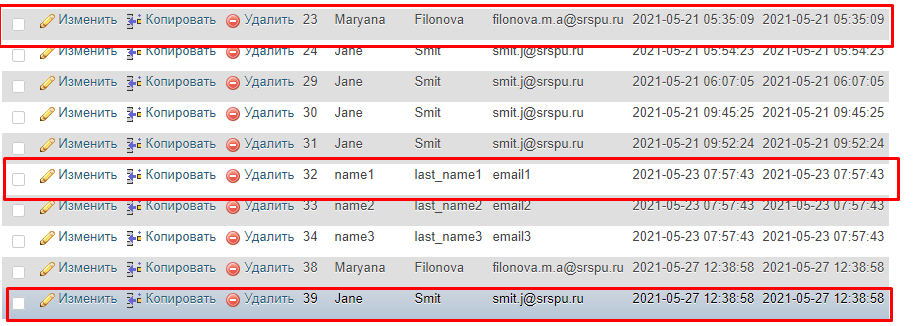 Изменить Копировать Удалить 23 Maryana Filonova filonova.m.a@srspu.ru 2021-05-21 05:35:09 2021-05-21 05:35:09
Изменить Копировать Удалить 24 Jane Smit smit.j@srspu.ru 2021-05-21 05:54:23 2021-05-21 05:54:23
Изменить Копировать Удалить 29 Jane Smit smit.j@srspu.ru 2021-05-21 06:07:05 2021-05-21 06:07:05
Изменить Копировать Удалить 30 Jane Smit smit.j@srspu.ru 2021-05-21 09:45:25 2021-05-21 09:45:25
Изменить Копировать Удалить 31 Jane Smit smit.j@srspu.ru 2021-05-21 09:52:24 2021-05-21 09:52:24
Изменить Копировать Удалить 32 name1 last_name1 email1 2021-05-23 07:57:43 2021-05-23 07:57:43
Изменить Копировать Удалить 33 name2 last_name2 email2 2021-05-23 07:57:43 2021-05-23 07:57:43
Изменить Копировать Удалить 34 name3 last_name3 email3 2021-05-23 07:57:43 2021-05-23 07:57:43
Изменить Копировать Удалить 38 Maryana Filonova filonova.m.a@srspu.ru 2021-05-27 12:38:58 2021-05-27 12:38:58
Изменить Копировать Удалить 39 Jane Smit smit.j@srspu.ru 2021-05-27 12:38:58 2021-05-27 12:38:58